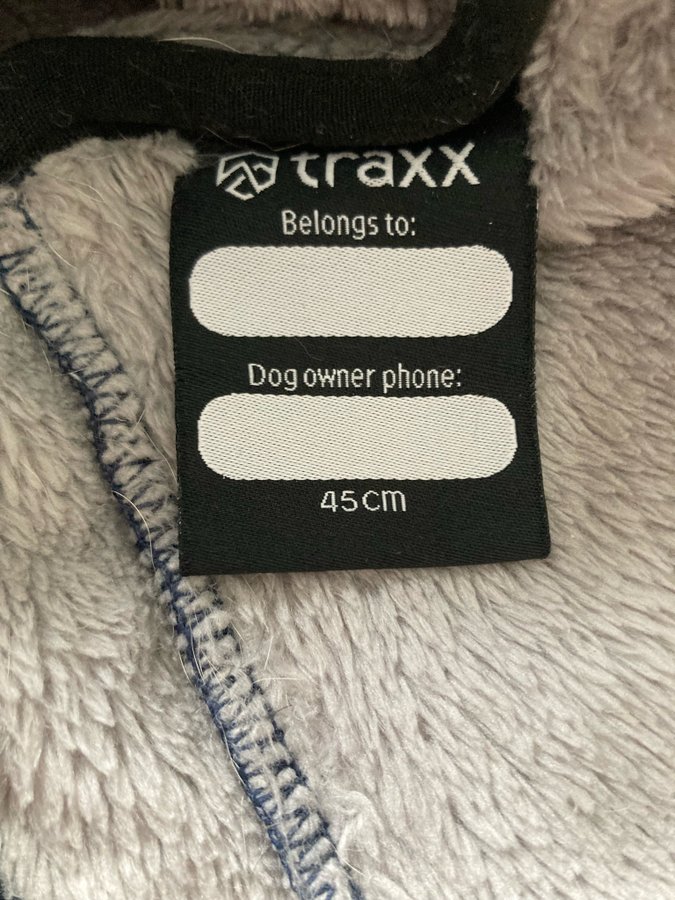 traxx
Belongs to:
Dog owner phone:
45cm